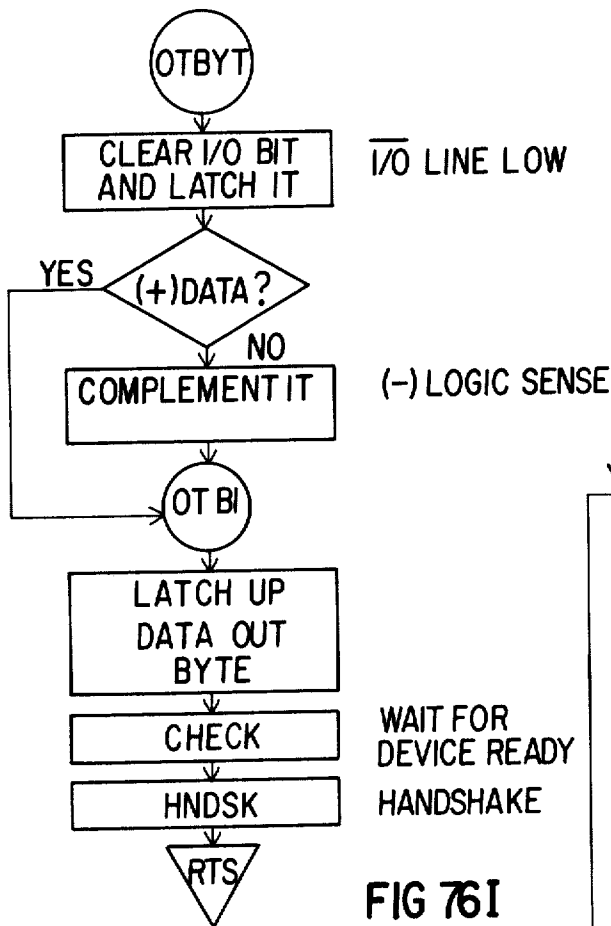 OTBYT
CLEAR I/O BIT
AND LATCH IT
I/O LINE LOW
YES
(+) DATA?
NO
COMPLEMENT IT
(-) LOGIC SENSE
OT BI
LATCH UP
DATA OUT
BYTE
CHECK
WAIT FOR
DEVICE READY
HNDSK
HANDSHAKE
RTS
FIG 76I